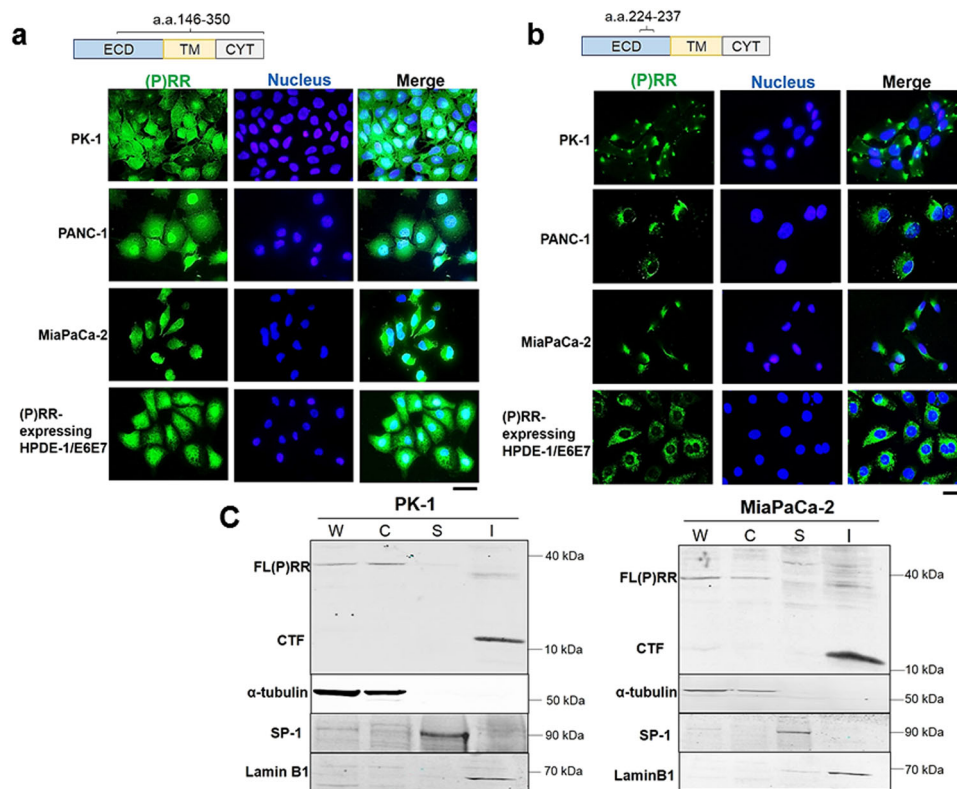 a
a.a.146-350
ECD TM CYT
(P)RR Nucleus Merge
PK-1
PANC-1
MiaPaCa-2
(P)RR-
expressing
HPDE-1/E6E7
b
a.a.224-237
ECD TM CYT
(P)RR Nucleus Merge
PK-1
PANC-1
MiaPaCa-2
(P)RR-
expressing
HPDE-1/E6E7
C
PK-1
W C S I
FL(P)RR
40 kDa
CTF
10 kDa
α-tubulin
50 kDa
SP-1
90 kDa
Lamin B1
70 kDa
MiaPaCa-2
W C S I
FL(P)RR
40 kDa
CTF
10 kDa
α-tubulin
50 kDa
SP-1
90 kDa
LaminB1
70 kDa